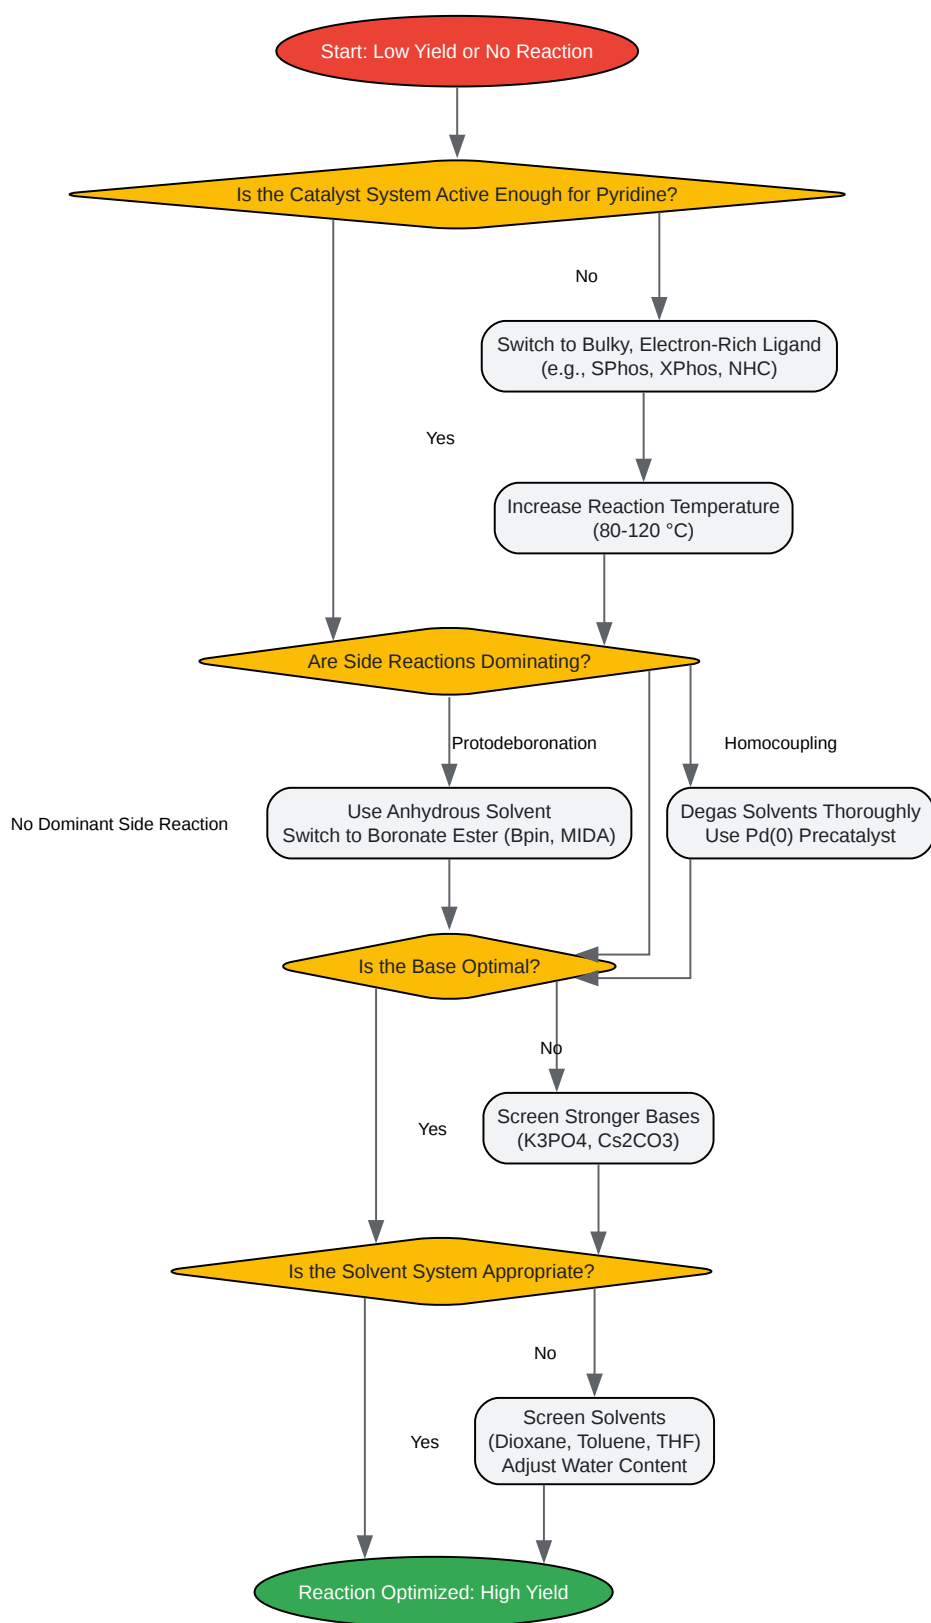 Start: Low Yield or No Reaction
Is the Catalyst System Active Enough for Pyridine?
No
Switch to Bulky, Electron-Rich Ligand
(e.g., SPhos, XPhos, NHC)
Yes
Increase Reaction Temperature
(80-120 °C)
Are Side Reactions Dominating?
Protodeboronation
Homocoupling
No Dominant Side Reaction
Use Anhydrous Solvent
Switch to Boronate Ester (Bpin, MIDA)
Degas Solvents Thoroughly
Use Pd(0) Precatalyst
Is the Base Optimal?
No
Yes
Screen Stronger Bases
(K3PO4, Cs2CO3)
Is the Solvent System Appropriate?
No
Yes
Screen Solvents
(Dioxane, Toluene, THF)
Adjust Water Content
Reaction Optimized: High Yield